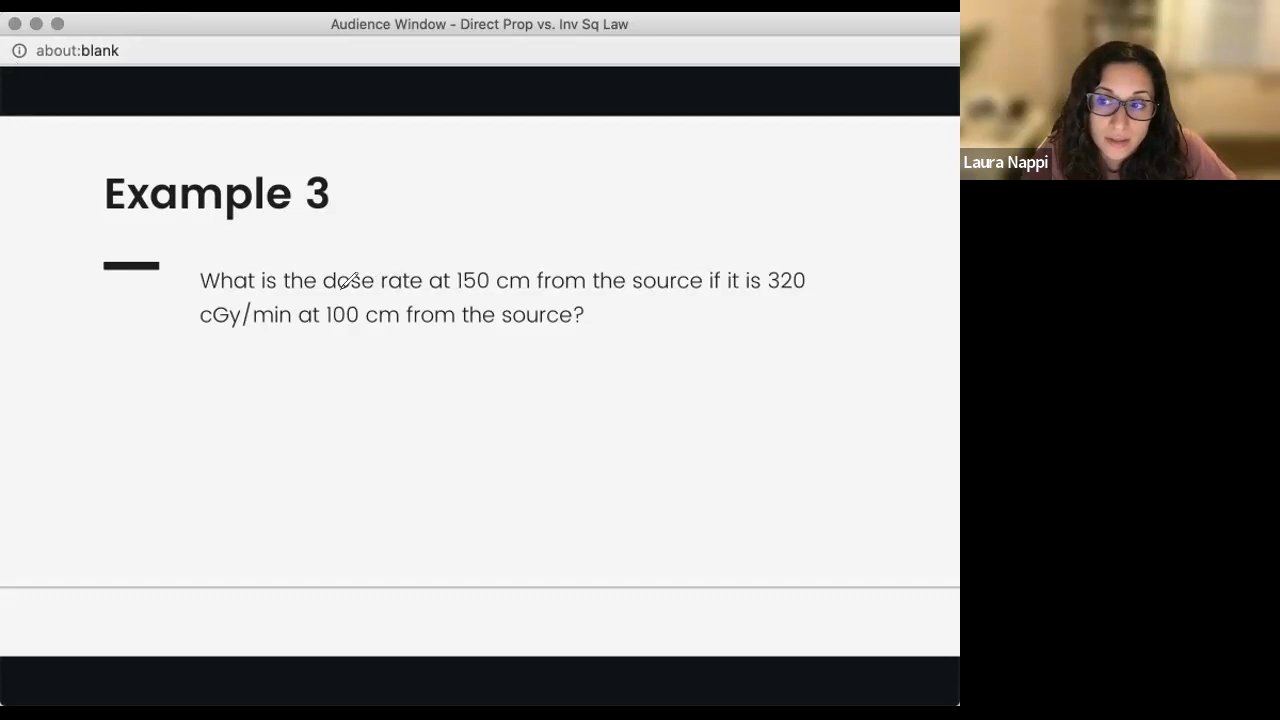 Audience Window - Direct Prop vs. Inv Sq Law
about:blank
Example 3
What is the dose rate at 150 cm from the source if it is 320
cGy/min at 100 cm from the source?
Laura Nappi